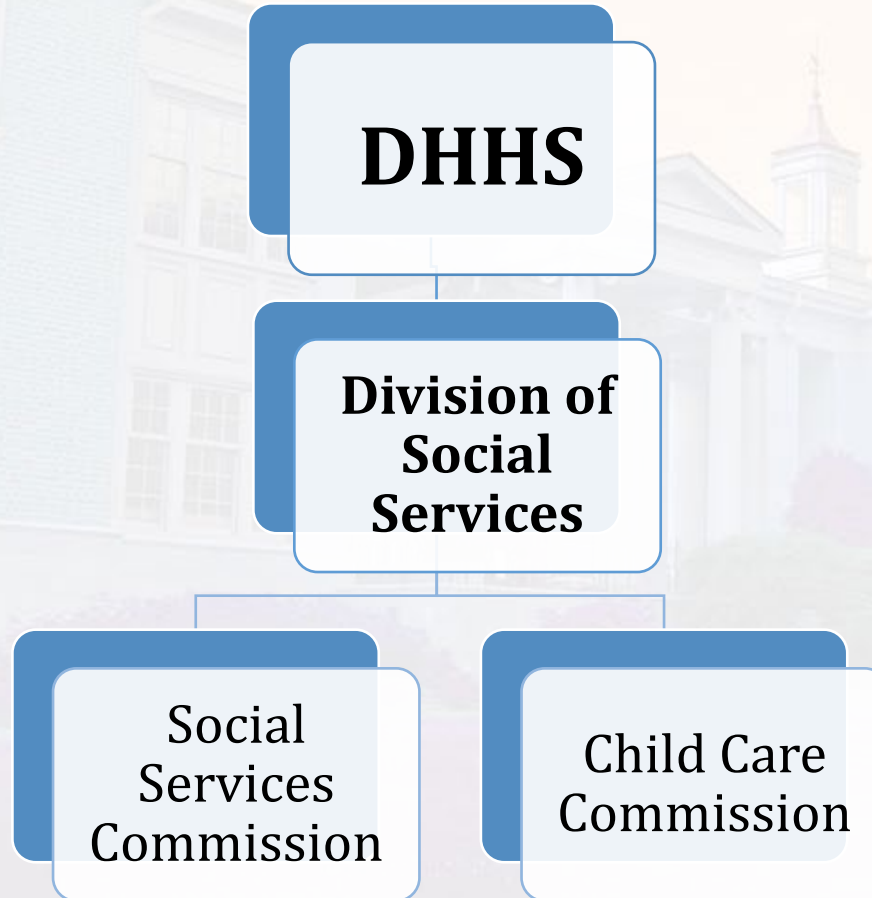 DHHS
Division of
Social
Services
Social
Services
Commission
Child Care
Commission